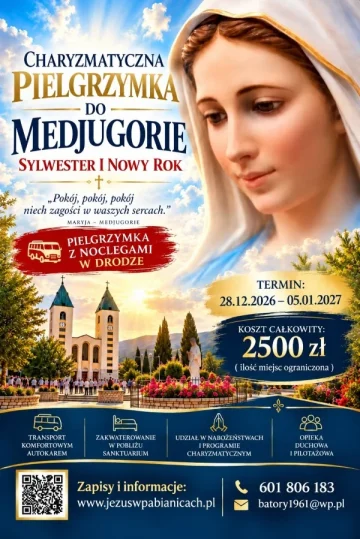 CHARYZMATYCZNA
PIELGRZYMKA
DO
MEDJUGORIE
SYLWESTER I NOWY ROK
„Pokój, pokój, pokój
niech zagości w waszych sercach.”
MARYJA – MEDJUGORIE
PIELGRZYMKA
Z NOCLEGAMI
W DRODZE
TERMIN:
28.12.2026 – 05.01.2027
KOSZT CAŁKOWITY:
2500 zł
( ilość miejsc ograniczona )
TRANSPORT
KOMFORTOWYM
AUTOKAREM
ZAKWATEROWANIE
W POBLIŻU
SANKTUARIUM
UDZIAŁ W NABOŻEŃSTWACH
I PROGRAMIE
CHARYZMATYCZNYM
OPIEKA
DUCHOWA
I PILOTAŻOWA
Zapisy i informacje:
www.jezuswpabianicach.pl
601 806 183
batory1961@wp.pl